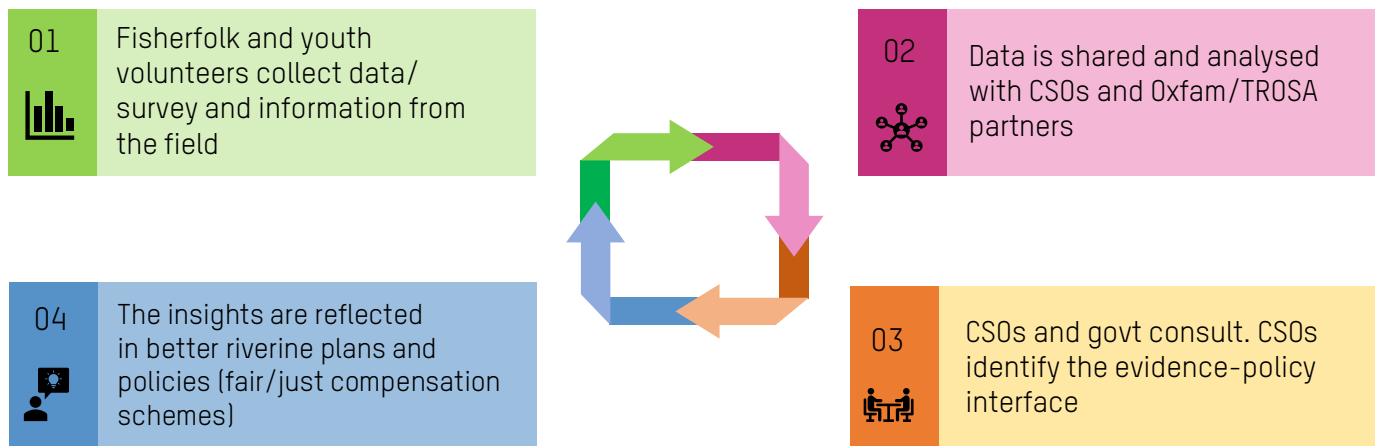 01
Fisherfolk and youth
volunteers collect data/
survey and information from
the field
02
Data is shared and analysed
with CSOs and Oxfam/TROSA
partners
03
CSOs and govt consult. CSOs
identify the evidence-policy
interface
04
The insights are reflected
in better riverine plans and
policies (fair/just compensation
schemes)